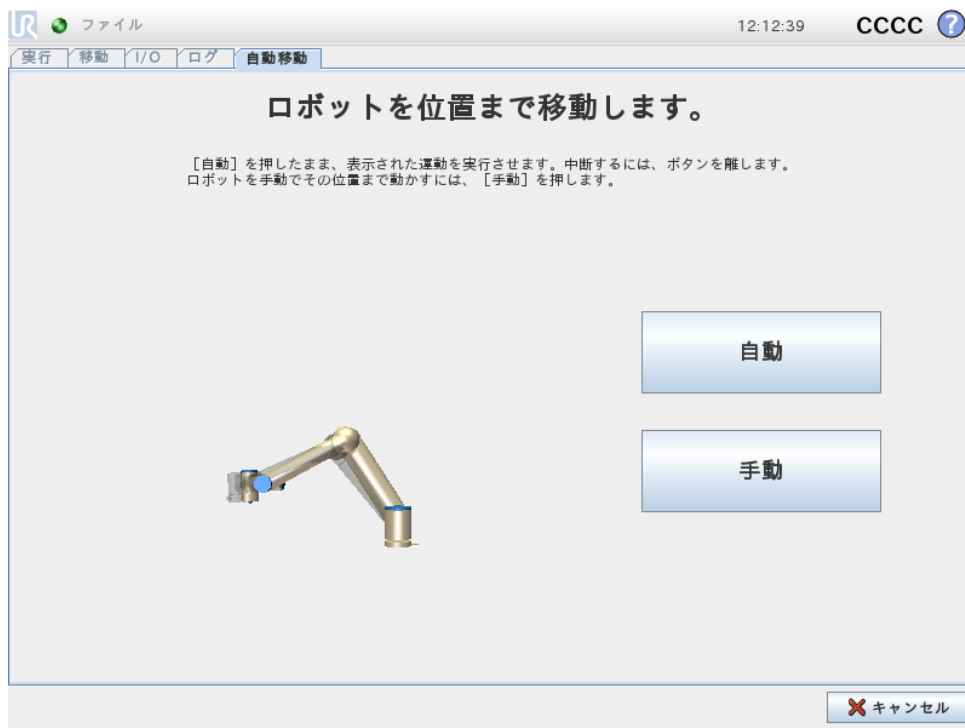 UR ファイル 12:12:39 CCCC ?
実行 移動 I/O ログ 自動移動
ロボットを位置まで移動します。
［自動］を押したまま、表示された運動を実行させます。中断するには、ボタンを離します。
ロボットを手動でその位置まで動かすには、［手動］を押します。
自動
手動
キャンセル